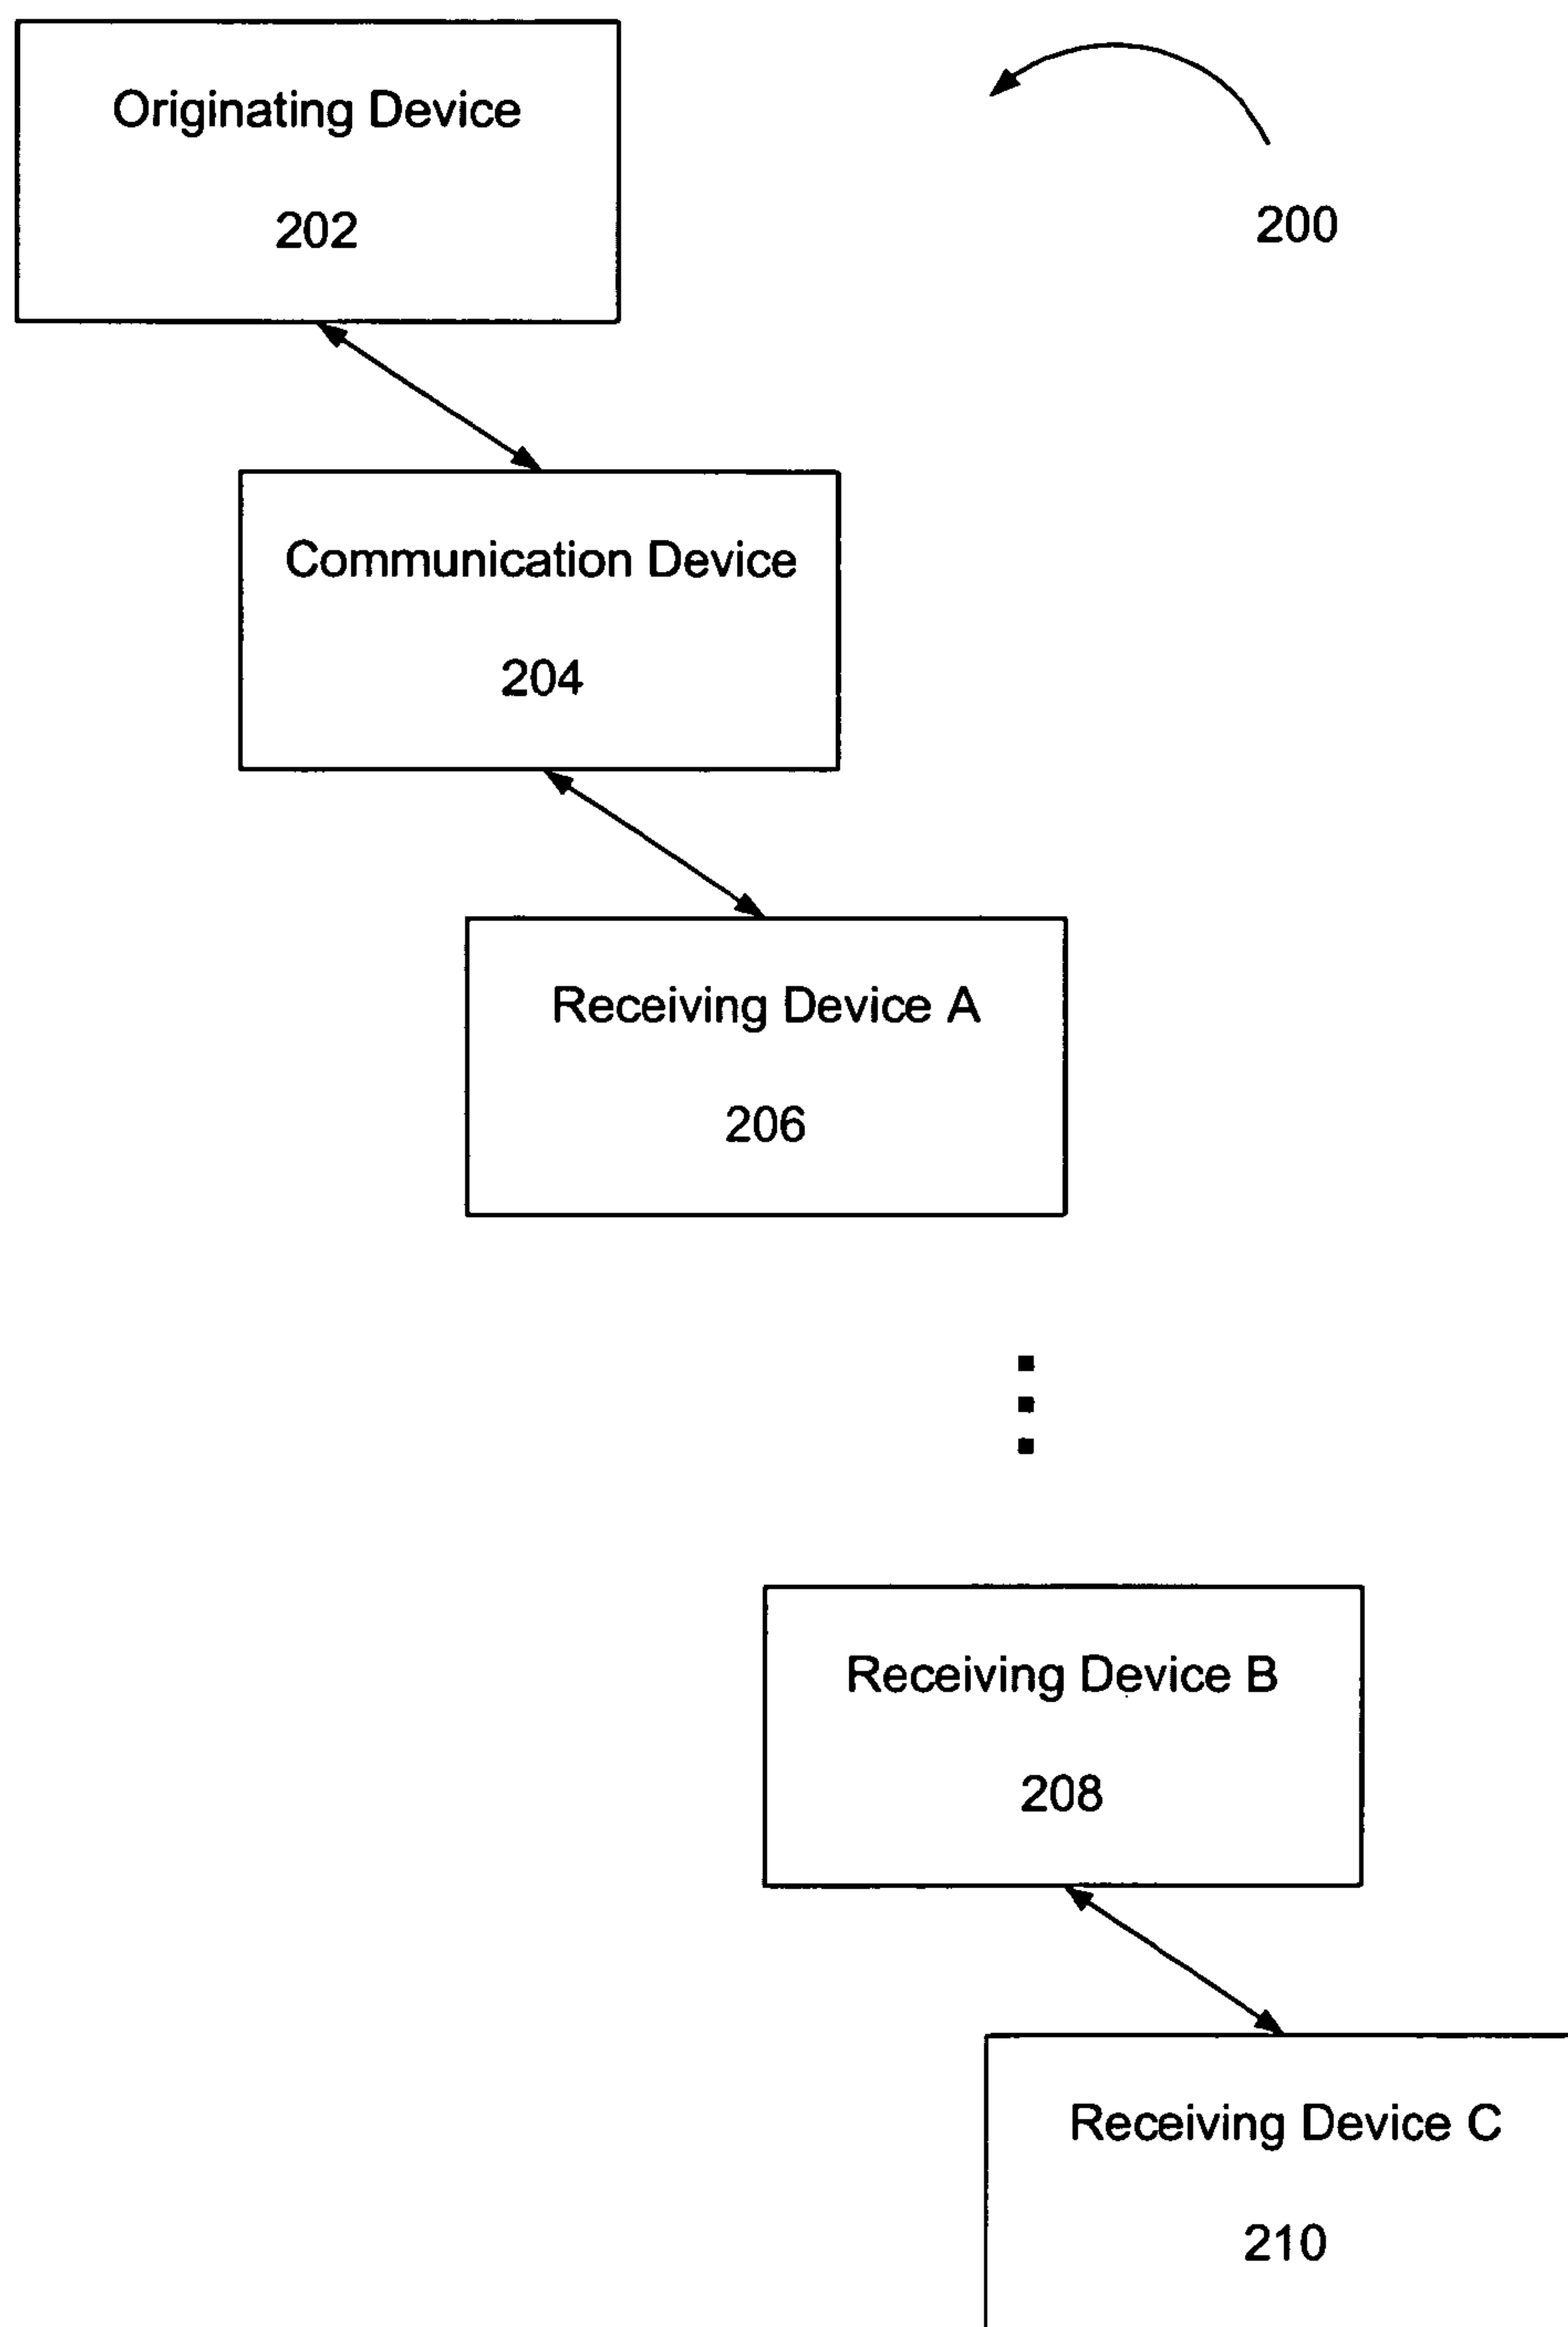 Originating Device
202
200
Communication Device
204
Receiving Device A
206
Receiving Device B
208
Receiving Device C
210